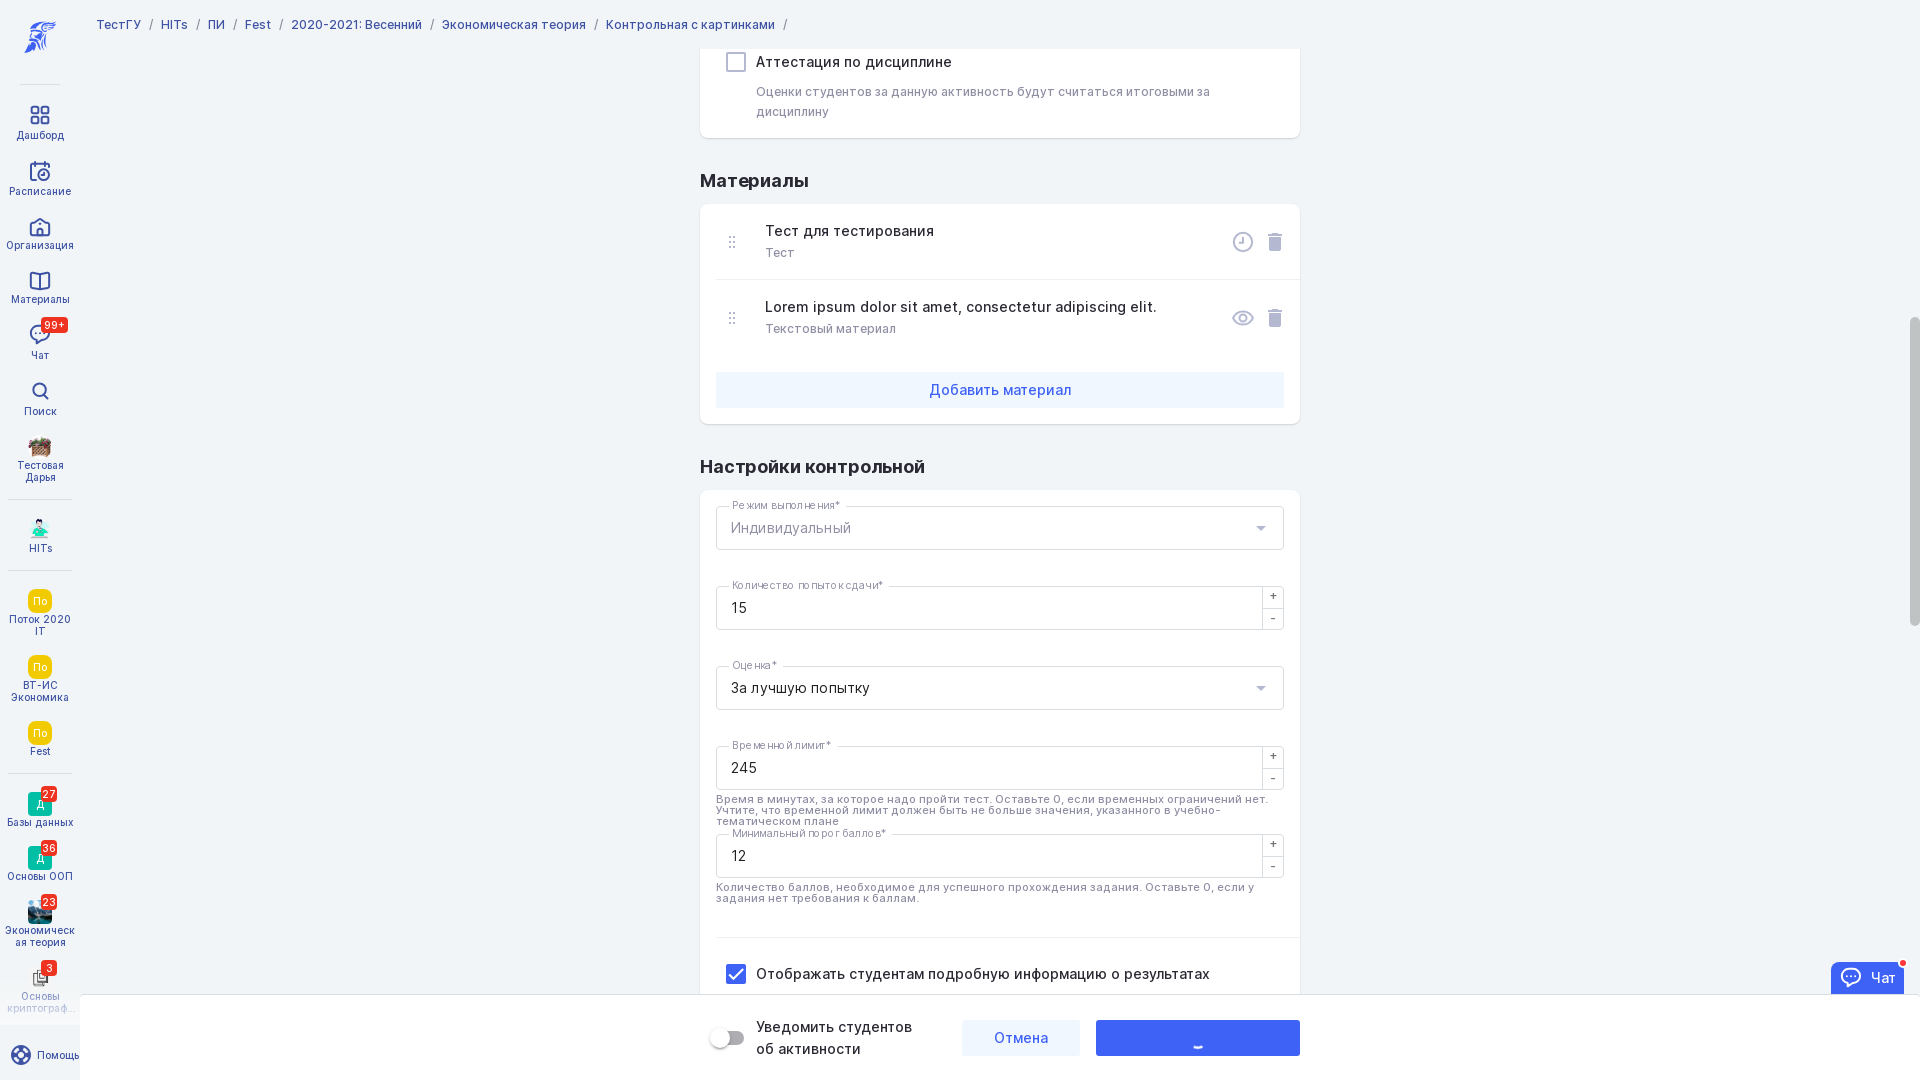 ТестГУ / HITs / ПИ / Fest / 2020-2021: Весенний / Экономическая теория / Контрольная с картинками /
Дашборд
Расписание
Организация
Материалы
99+
Чат
Поиск
Тестовая
Дарья
HITs
По
Поток 2020
IT
По
ВТ-ИС
Экономика
По
Fest
27
Д
Базы данных
36
Д
Основы ООП
23
Экономическ
ая теория
3
Основы
криптограф...
Помощь
Аттестация по дисциплине
Оценки студентов за данную активность будут считаться итоговыми за
дисциплину
Материалы
Тест для тестирования
Тест
Lorem ipsum dolor sit amet, consectetur adipiscing elit.
Текстовый материал
Добавить материал
Настройки контрольной
Режим выполнения*
Индивидуальный
Количество попыток сдачи*
15
+
-
Оценка*
За лучшую попытку
Временной лимит*
245
+
-
Время в минутах, за которое надо пройти тест. Оставьте 0, если временных ограничений нет.
Учтите, что временной лимит должен быть не больше значения, указанного в учебно-
тематическом плане
Минимальный порог баллов*
12
+
-
Количество баллов, необходимое для успешного прохождения задания. Оставьте 0, если у
задания нет требования к баллам.
Отображать студентам подробную информацию о результатах
Чат
Уведомить студентов
об активности
Отмена